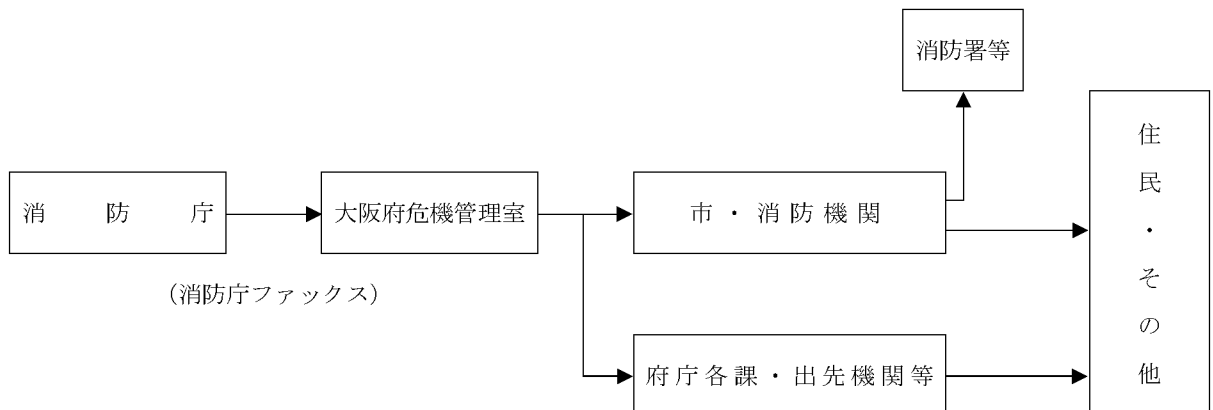 消防署等
消防庁
大阪府危機管理室
市・消防機関
住民・その他
（消防庁ファックス）
府庁各課・出先機関等